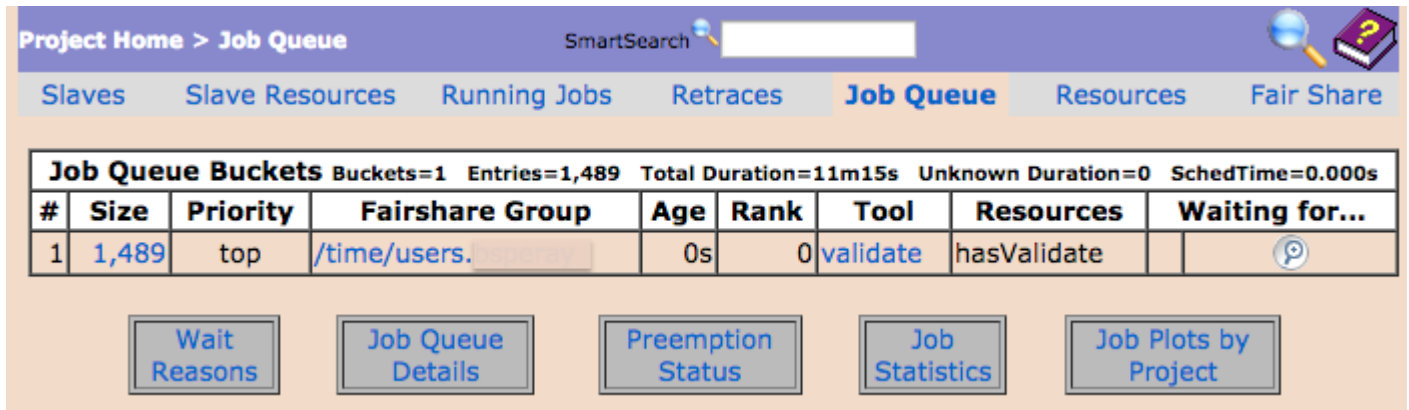 Project Home > Job Queue SmartSearch
Slaves Slave Resources Running Jobs Retraces Job Queue Resources Fair Share
Job Queue Buckets Buckets=1 Entries=1,489 Total Duration=11m15s Unknown Duration=0 SchedTime=0.000s
# Size Priority Fairshare Group Age Rank Tool Resources Waiting for...
1 1,489 top /time/users. 0s 0 validate hasValidate
Wait Job Queue Preemption Job Job Plots by
Reasons Details Status Statistics Project